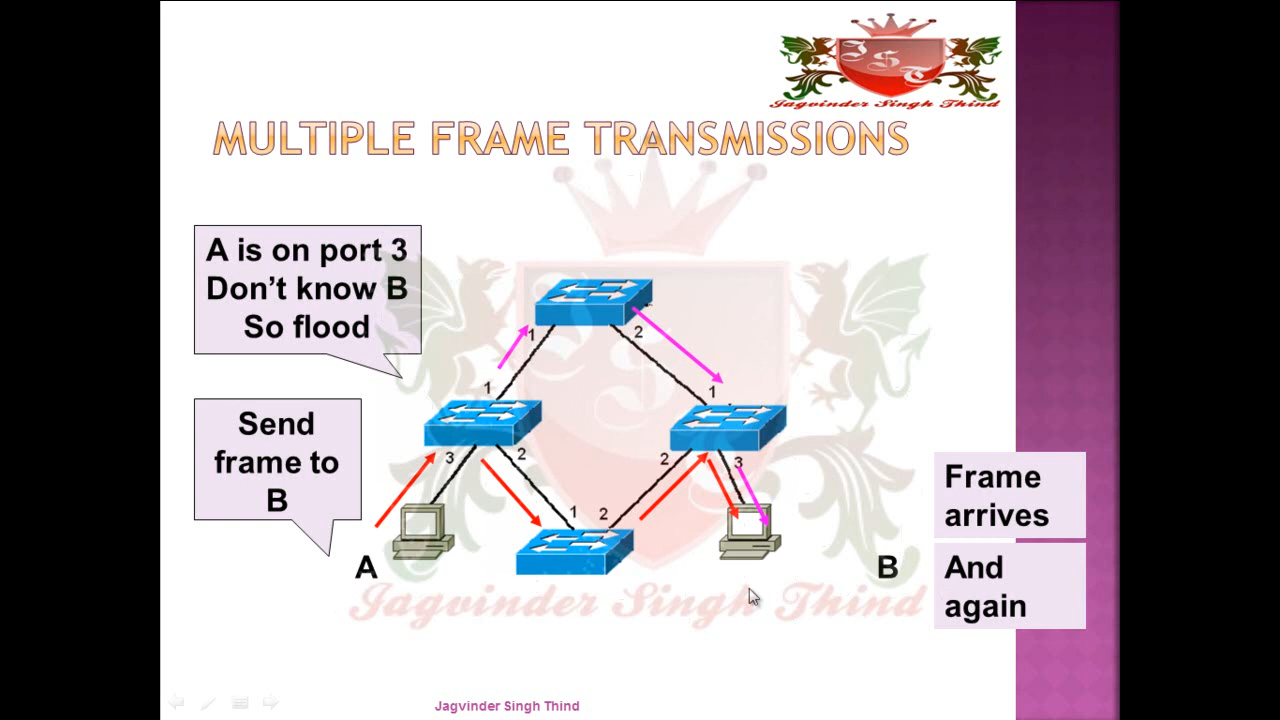 J S T
Jagvinder Singh Thind
MULTIPLE FRAME TRANSMISSIONS
A is on port 3
Don't know B
So flood
1
2
1
1
Send
frame to
B
3
2
2
3
1
2
A
B
Frame
arrives
And
again
JST
Jagvinder Singh Thind
Jagvinder Singh Thind